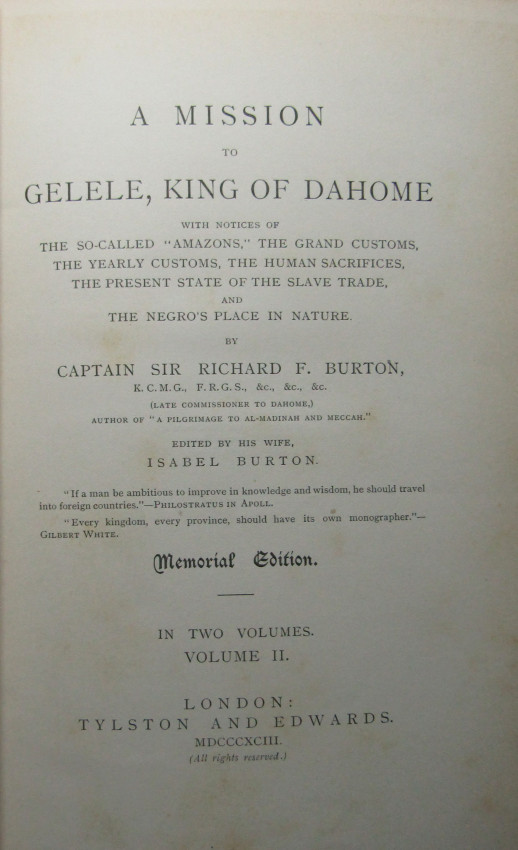 A MISSION
TO
GELELE, KING OF DAHOME
WITH NOTICES OF
THE SO-CALLED "AMAZONS," THE GRAND CUSTOMS,
THE YEARLY CUSTOMS, THE HUMAN SACRIFICES,
THE PRESENT STATE OF THE SLAVE TRADE,
AND
THE NEGRO'S PLACE IN NATURE.
BY
CAPTAIN SIR RICHARD F. BURTON,
K.C.M.G., F.R.G.S., &c., &c., &c.
(LATE COMMISSIONER TO DAHOME,)
AUTHOR OF "A PILGRIMAGE TO AL-MADINAH AND MECCAH."
EDITED BY HIS WIFE,
ISABEL BURTON.
"If a man be ambitious to improve in knowledge and wisdom, he should travel
into foreign countries."—PHILOSTRATUS IN APOLL.
"Every kingdom, every province, should have its own monographer."—
GILBERT WHITE.
Memorial Edition.
IN TWO VOLUMES.
VOLUME II.
LONDON:
TYLSTON AND EDWARDS.
MDCCCXCIII.
(All rights reserved.)